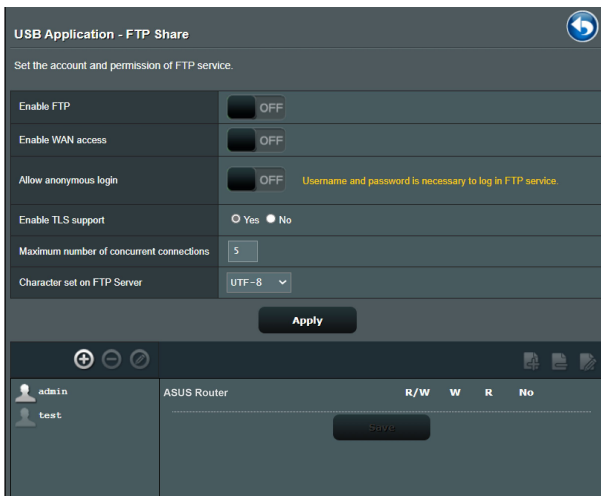 USB Application - FTP Share
Set the account and permission of FTP service.
Enable FTP OFF
Enable WAN access OFF
Allow anonymous login OFF Username and password is necessary to log in FTP service.
Enable TLS support Yes No
Maximum number of concurrent connections 5
Character set on FTP Server UTF-8
Apply
admin ASUS Router R/W W R No
test
Save